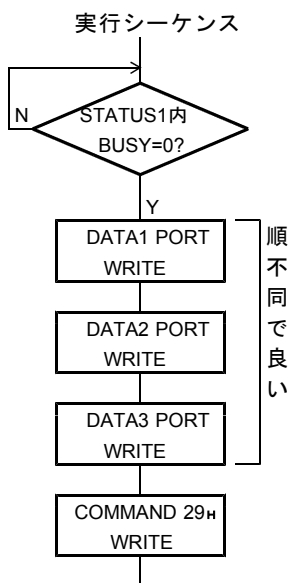 実行シーケンス
N
STATUS1内
BUSY=0?
Y
DATA1 PORT
WRITE
DATA2 PORT
WRITE
DATA3 PORT
WRITE
順不同で良い
COMMAND 29H
WRITE